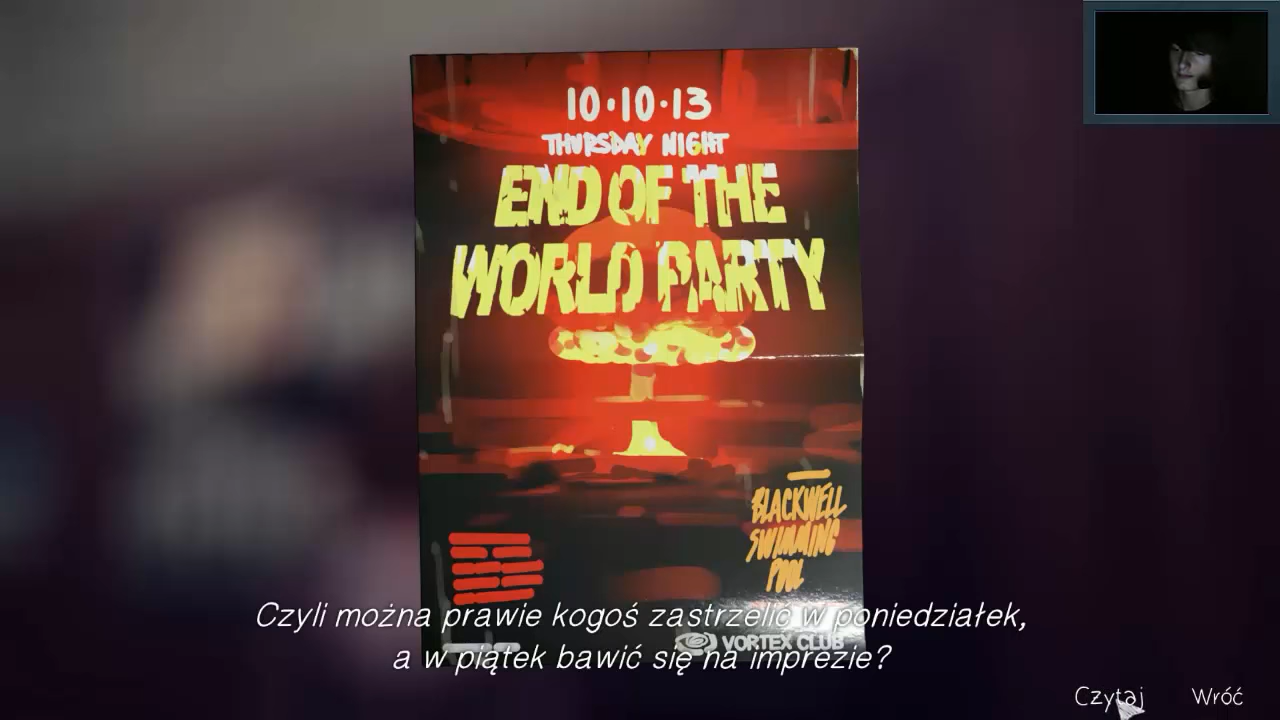 10·10·13
THURSDAY NIGHT
END OF THE
WORLD PARTY
BLACKWELL
SWIMMING
POOL
Czyli można prawie kogoś zastrzelić w poniedziałek,
VORTEX CLUB
a w piątek bawić się na imprezie?
Czytaj Wróć